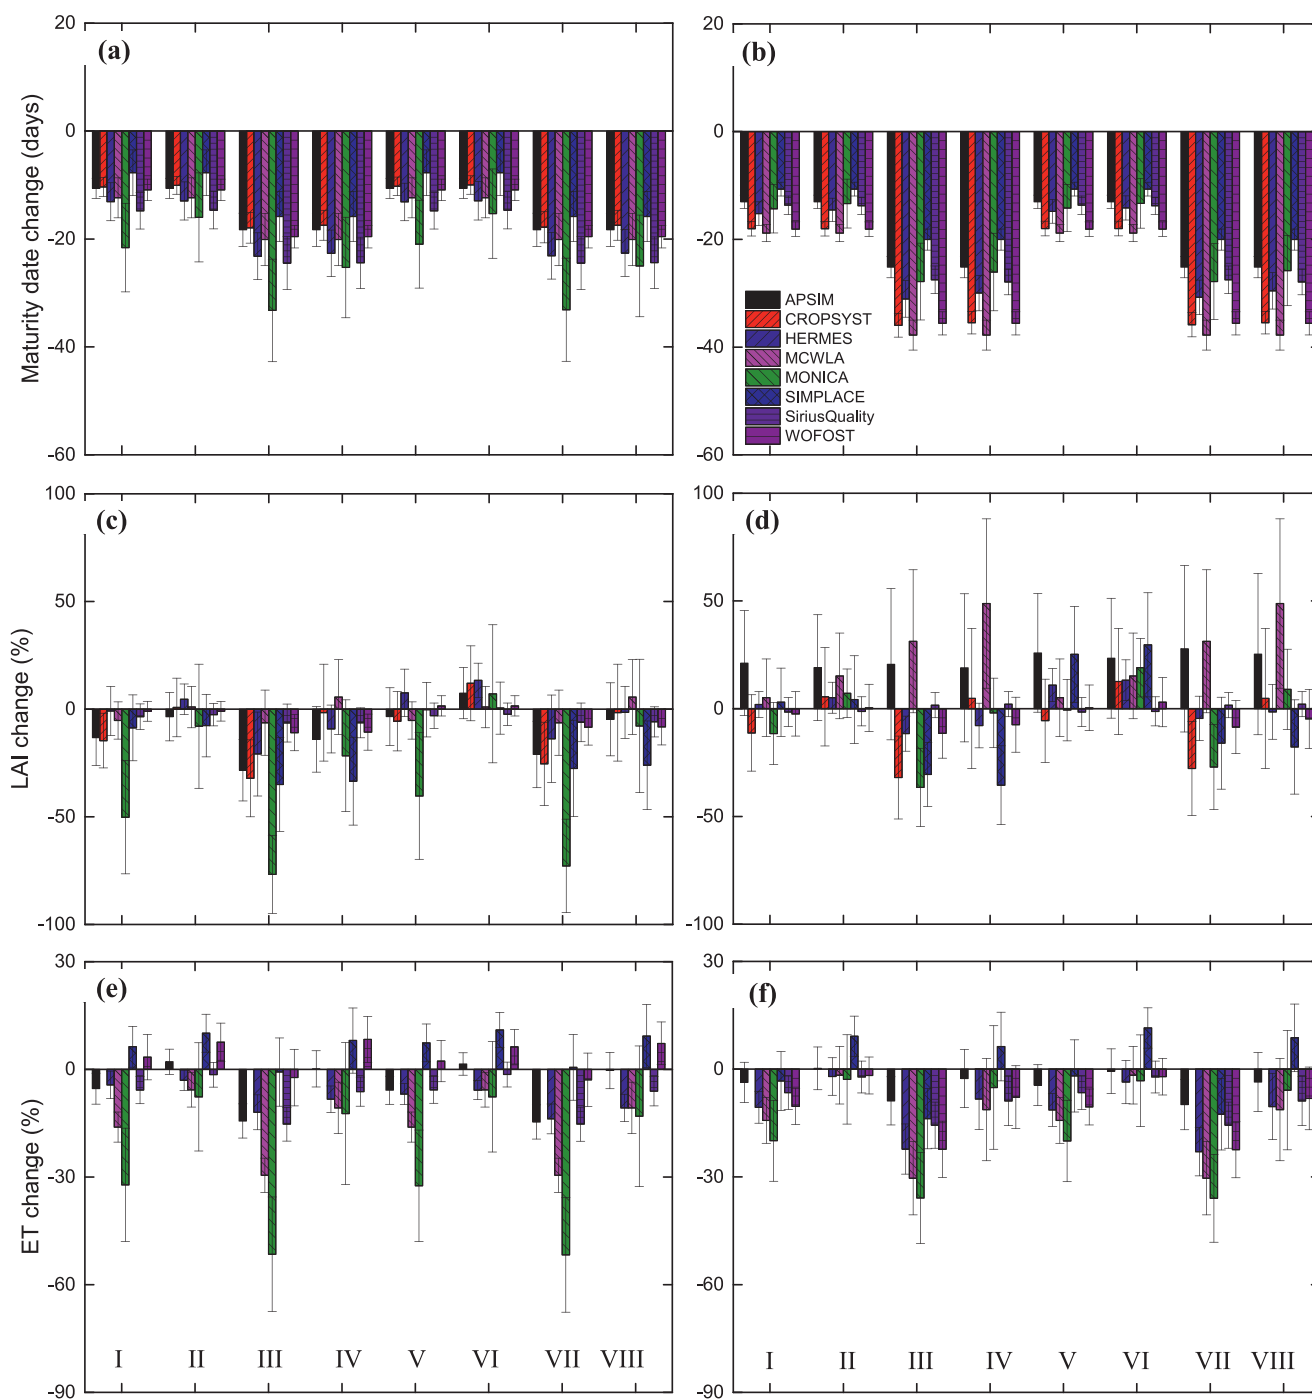 20
0
-20
-40
-60
Maturity date change (days)
(a)
20
0
-20
-40
-60
(b)
APSIM
CROPSYST
HERMES
MCWLA
MONICA
SIMPLACE
SiriusQuality
WOFOST
100
50
0
-50
-100
LAI change (%)
(c)
100
50
0
-50
-100
(d)
30
0
-30
-60
-90
ET change (%)
(e)
I II III IV V VI VII VIII
30
0
-30
-60
-90
(f)
I II III IV V VI VII VIII